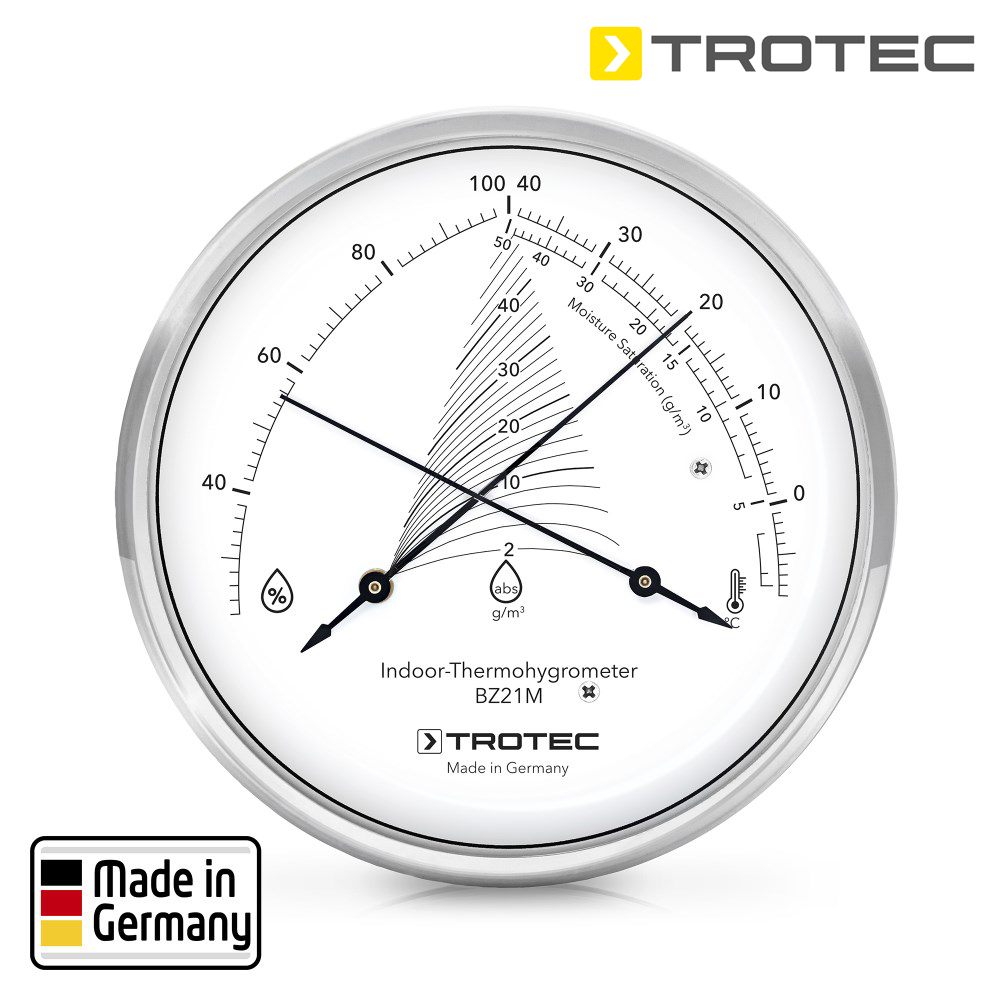 TROTEC
100 40
80
30
60
20
40
10
0
50
40
30
20
15
10
5
Moisture Saturation (g/m³)
40
30
20
10
2
%
abs
g/m³
°C
Indoor-Thermohygrometer
BZ21M
TROTEC
Made in Germany
Made in
Germany